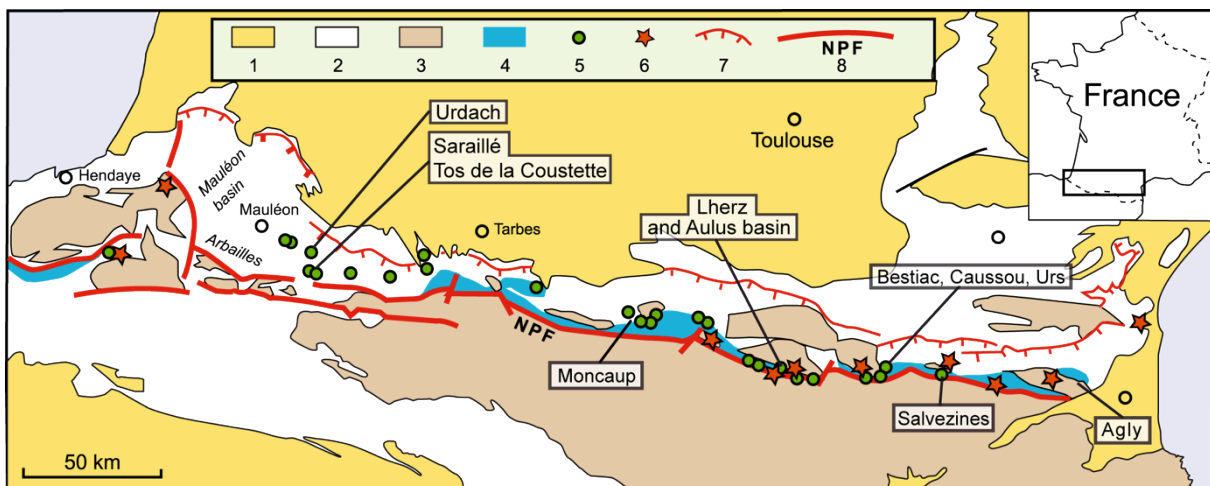 NPF
1 2 3 4 5 6 7 8
France
Urdach
Toulouse
Saraillé
Tos de la Coustette
Hendaye
Mauléon
basin
Mauléon
Tarbes
Lherz
and Aulus basin
Arbailles
Bestiac, Caussou, Urs
NPF
Moncaup
Salvezines
Agly
50 km